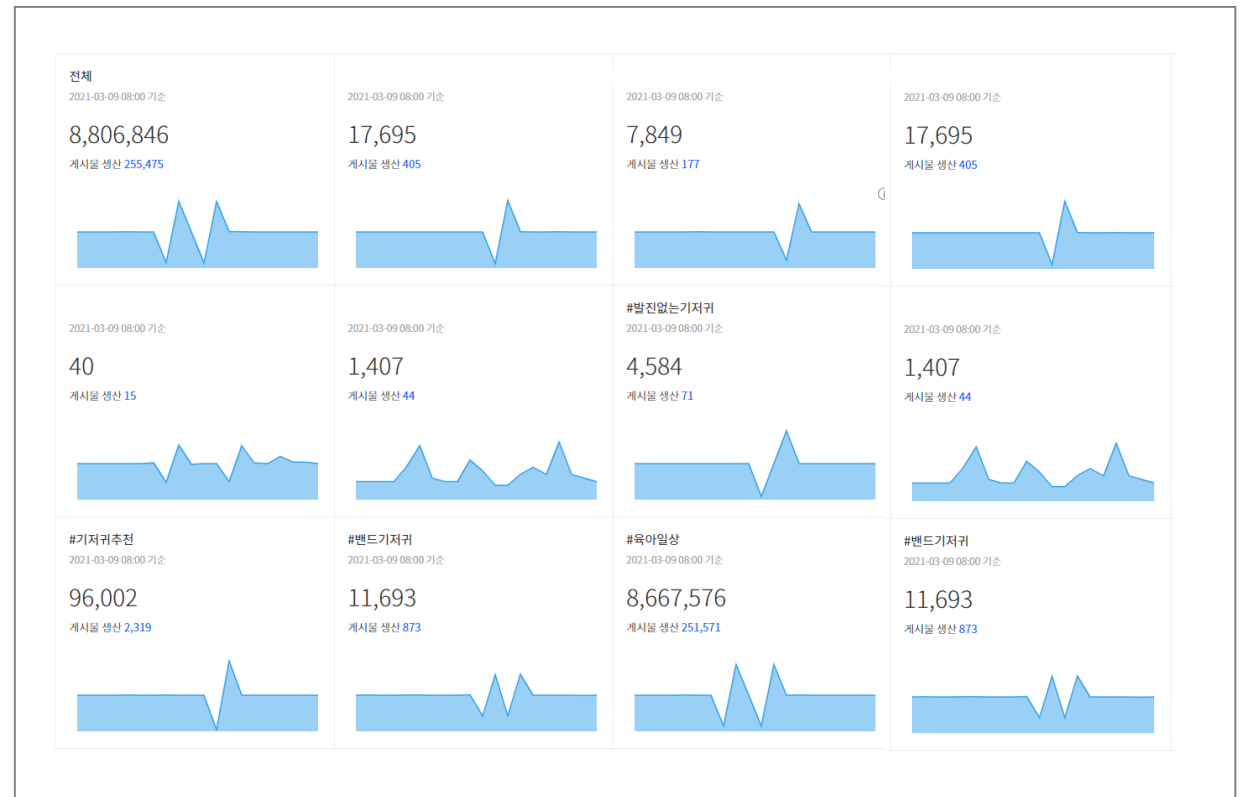 전체
2021-03-09 08:00 기준
8,806,846
게시물 생산 255,475
2021-03-09 08:00 기준
17,695
게시물 생산 405
2021-03-09 08:00 기준
7,849
게시물 생산 177
2021-03-09 08:00 기준
17,695
게시물 생산 405
2021-03-09 08:00 기준
40
게시물 생산 15
2021-03-09 08:00 기준
1,407
게시물 생산 44
#발진없는기저귀
2021-03-09 08:00 기준
4,584
게시물 생산 71
2021-03-09 08:00 기준
1,407
게시물 생산 44
#기저귀추천
2021-03-09 08:00 기준
96,002
게시물 생산 2,319
#밴드기저귀
2021-03-09 08:00 기준
11,693
게시물 생산 873
#육아일상
2021-03-09 08:00 기준
8,667,576
게시물 생산 251,571
#밴드기저귀
2021-03-09 08:00 기준
11,693
게시물 생산 873